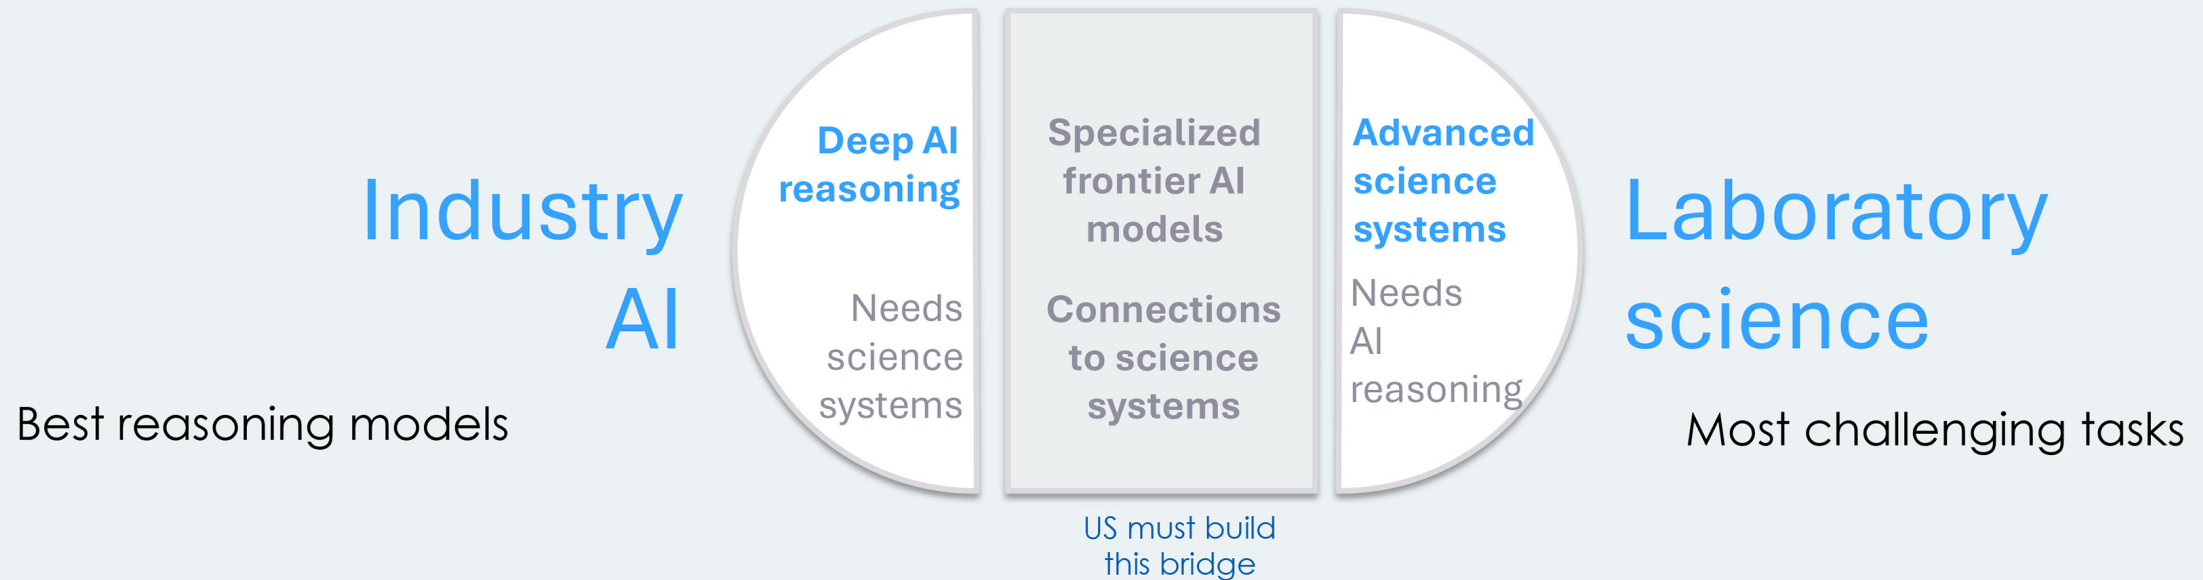 Industry
AI
Best reasoning models
Deep AI
reasoning
Needs
science
systems
Specialized
frontier AI
models
Connections
to science
systems
US must build
this bridge
Advanced
science
systems
Needs
AI
reasoning
Laboratory
science
Most challenging tasks